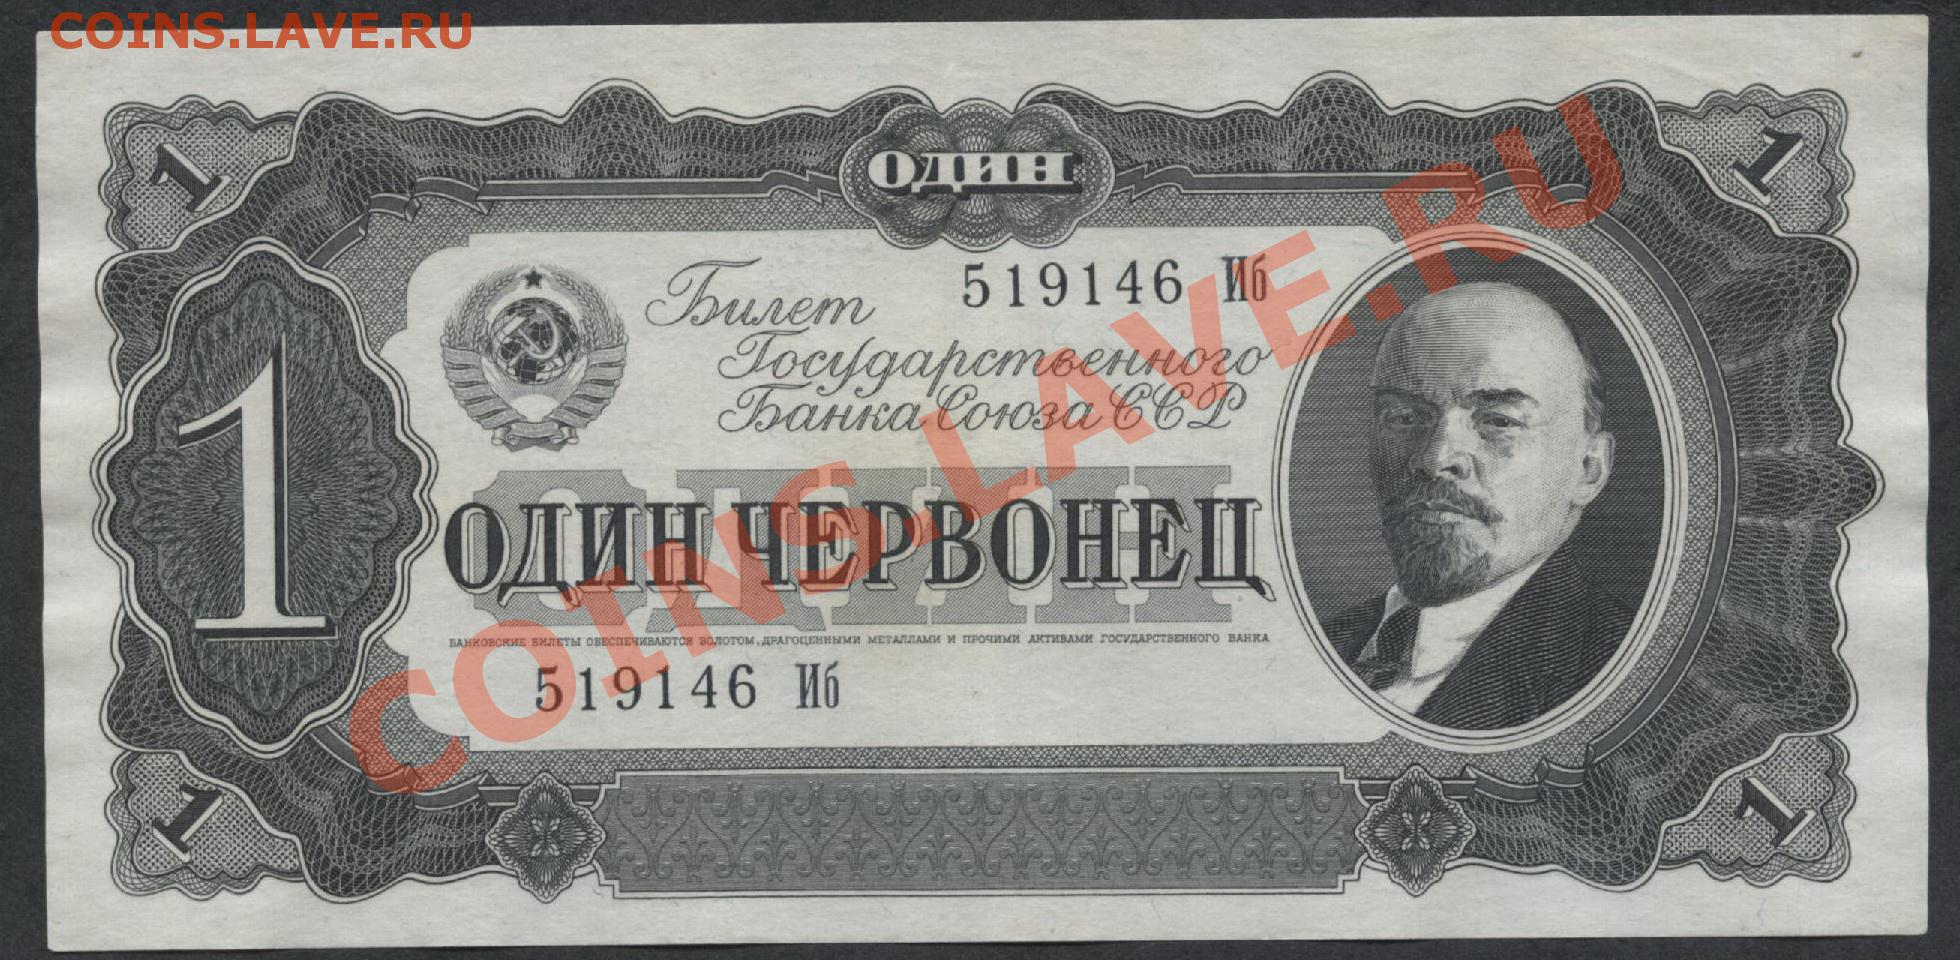 COINS.LAVE.RU
1
ОДИН
1
Билет
519146 Иб
Государственного
Банка Союза ССР
1
ОДИН
ОДИН ЧЕРВОНЕЦ
БАНКОВСКИЕ БИЛЕТЫ ОБЕСПЕЧИВАЮТСЯ ЗОЛОТОМ, ДРАГОЦЕННЫМИ МЕТАЛЛАМИ И ПРОЧИМИ АКТИВАМИ ГОСУДАРСТВЕННОГО БАНКА
519146 Иб
1
1
COINS.LAVE.RU